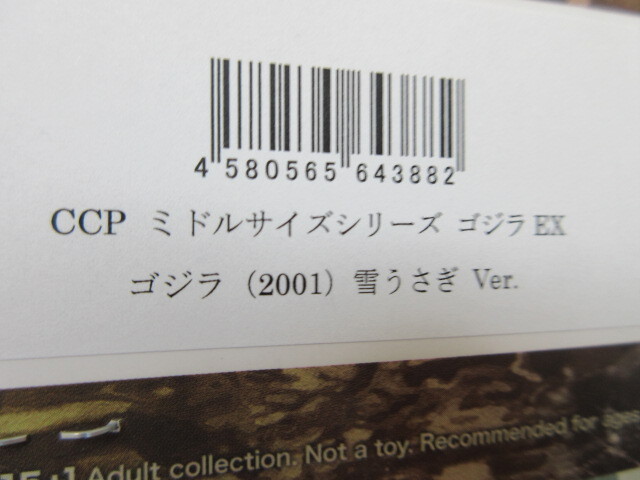 4 580565 643882
CCP ミドルサイズシリーズ ゴジラEX
ゴジラ（2001）雪うさぎ Ver.
Adult collection. Not a toy. Recommended for ages